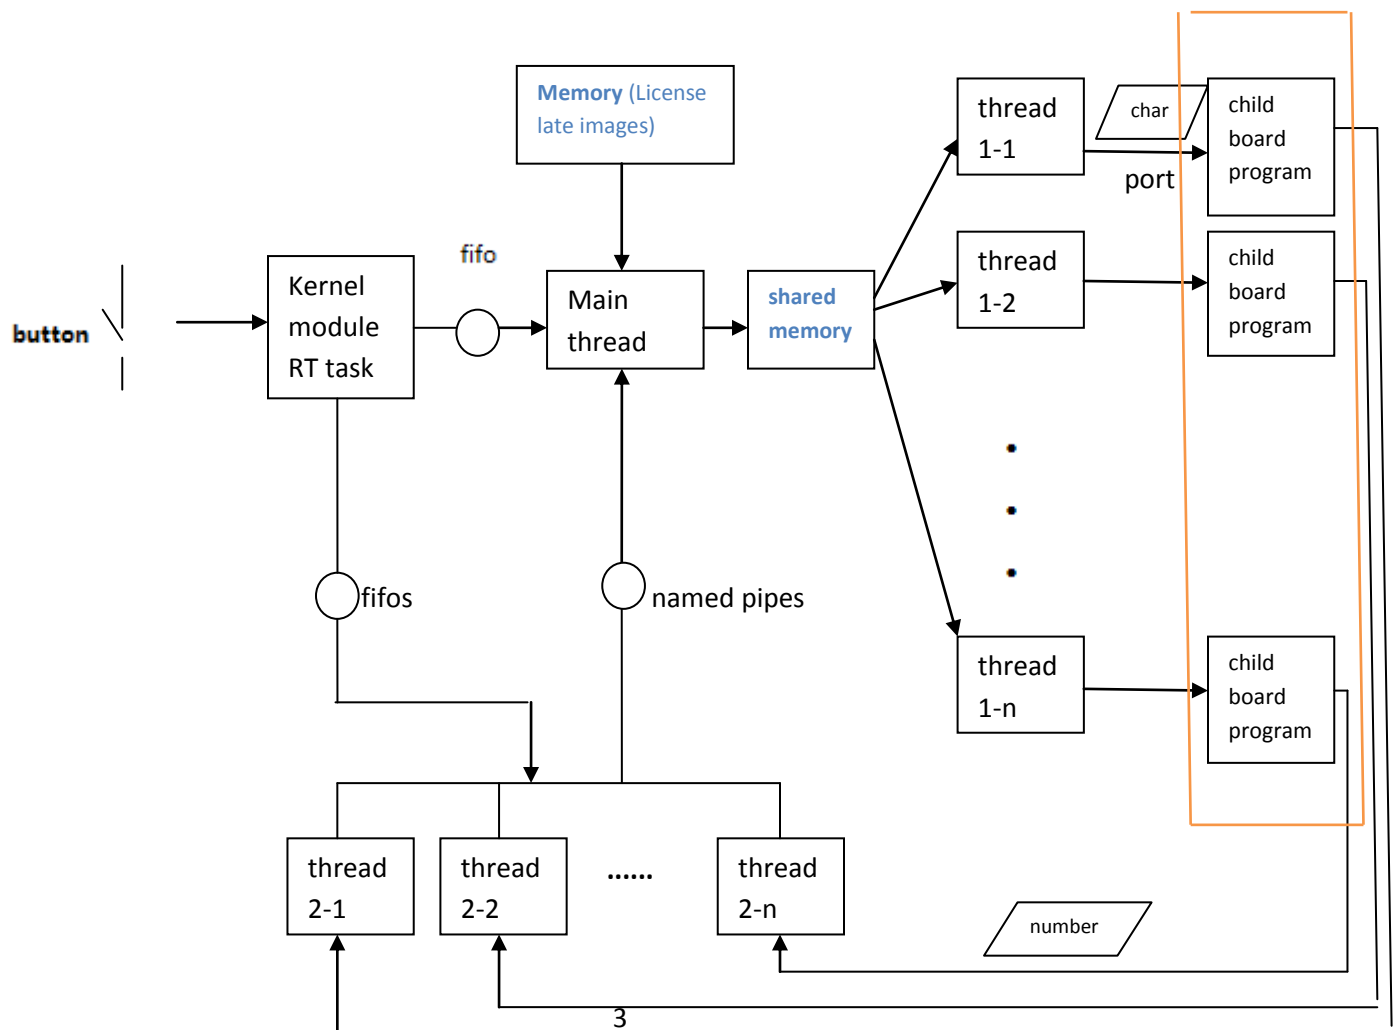 Memory (License
late images)
thread
1-1
char
child
board
program
port
thread
1-2
child
board
program
fifo
button
Kernel
module
RT task
Main
thread
shared
memory
•
•
•
fifos
named pipes
thread
1-n
child
board
program
thread
2-1
thread
2-2
......
thread
2-n
number
3